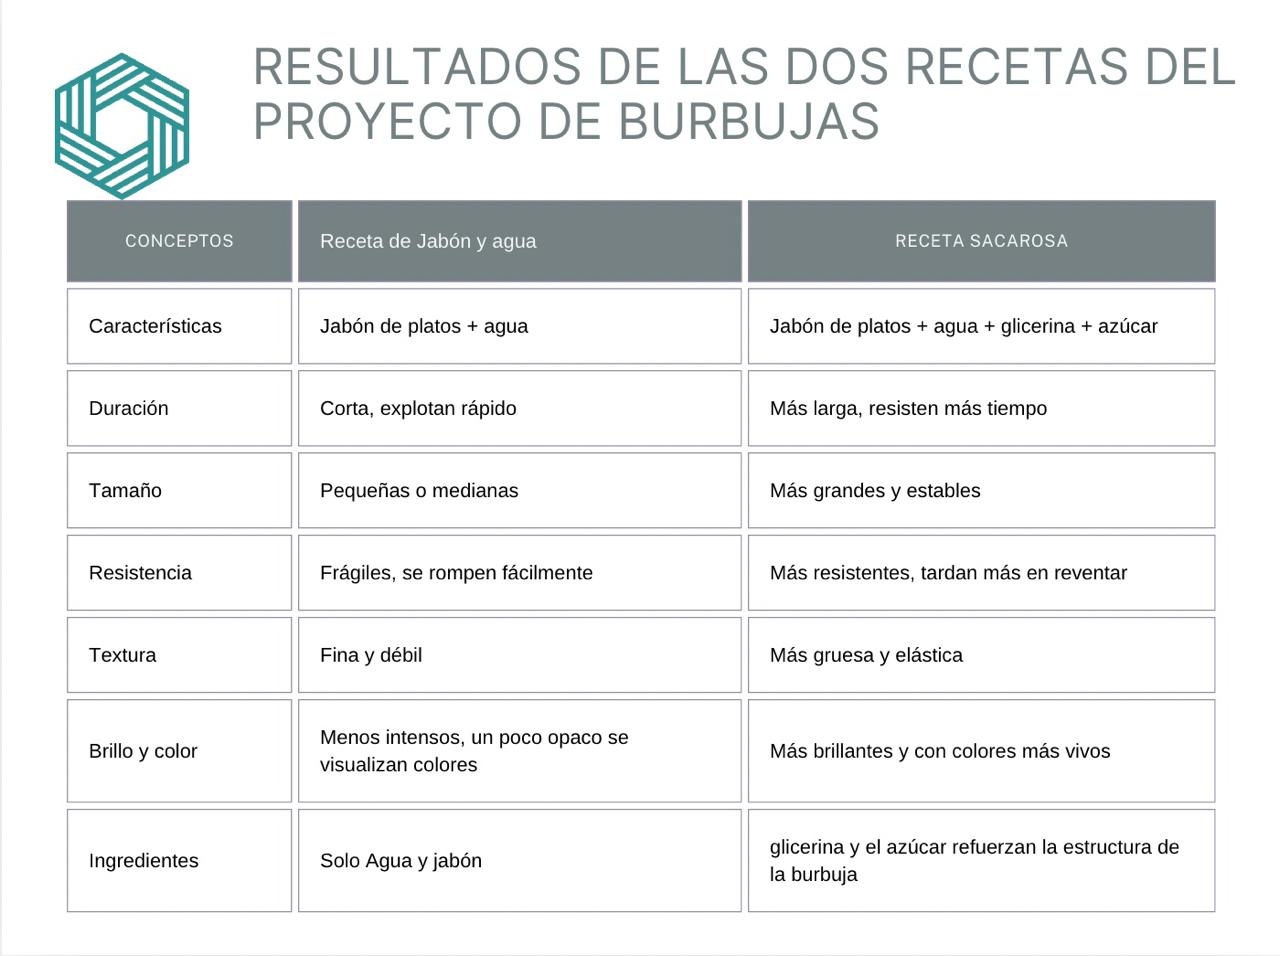 RESULTADOS DE LAS DOS RECETAS DEL
PROYECTO DE BURBUJAS
CONCEPTOS
Receta de Jabón y agua
RECETA SACAROSA
Características
Jabón de platos + agua
Jabón de platos + agua + glicerina + azúcar
Duración
Corta, explotan rápido
Más larga, resisten más tiempo
Tamaño
Pequeñas o medianas
Más grandes y estables
Resistencia
Frágiles, se rompen fácilmente
Más resistentes, tardan más en reventar
Textura
Fina y débil
Más gruesa y elástica
Brillo y color
Menos intensos, un poco opaco se
visualizan colores
Más brillantes y con colores más vivos
Ingredientes
Solo Agua y jabón
glicerina y el azúcar refuerzan la estructura de
la burbuja